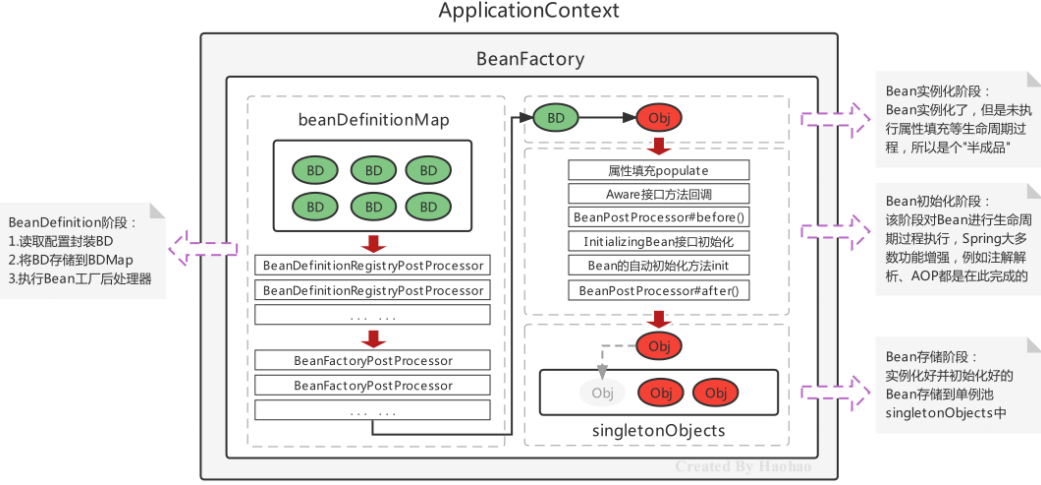 ApplicationContext
BeanFactory
beanDefinitionMap
BD
BD
BD
BD
BD
BD
BeanDefinitionRegistryPostProcessor
BeanDefinitionRegistryPostProcessor
... ...
BeanFactoryPostProcessor
BeanFactoryPostProcessor
... ...
BeanDefinition阶段：
1.读取配置封装BD
2.将BD存储到BDMap
3.执行Bean工厂后处理器
BD
Obj
属性填充populate
Aware接口方法回调
BeanPostProcessor#before()
InitializingBean接口初始化
Bean的自动初始化方法init
BeanPostProcessor#after()
Obj
Obj
Obj
Obj
singletonObjects
Bean实例化阶段：
Bean实例化了，但是未执
行属性填充等生命周期过
程，所以是个"半成品"
Bean初始化阶段：
该阶段对Bean进行生命周
期过程执行，Spring大多
数功能增强，例如注解解
析、AOP都是在此完成的
Bean存储阶段：
实例化好并初始化好的
Bean存储到单例池
singletonObjects中
Created By Haohao